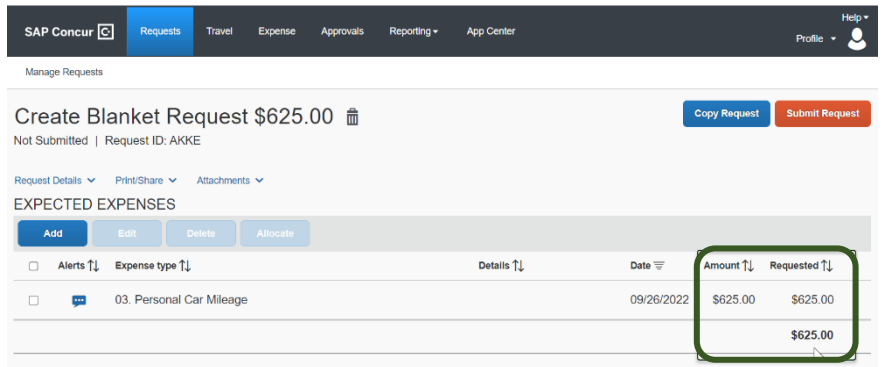 Help
SAP Concur C Requests Travel Expense Approvals Reporting App Center
Profile
Manage Requests
Create Blanket Request $625.00
Copy Request Submit Request
Not Submitted | Request ID: AKKE
Request Details Print/Share Attachments
EXPECTED EXPENSES
Add Edit Delete Allocate
Alerts Expense type Details Date Amount Requested
03. Personal Car Mileage 09/26/2022 $625.00 $625.00
$625.00